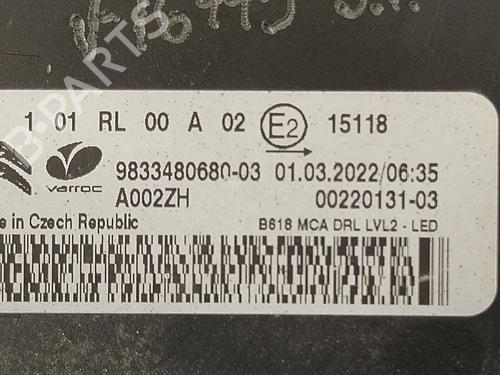 1 01 RL 00 A 02 E2 15118
varroc
9833480680-03 01.03.2022/06:35
A002ZH 00220131-03
e in Czech Republic B618 MCA DRL LVL2 - LED
B-PARTS